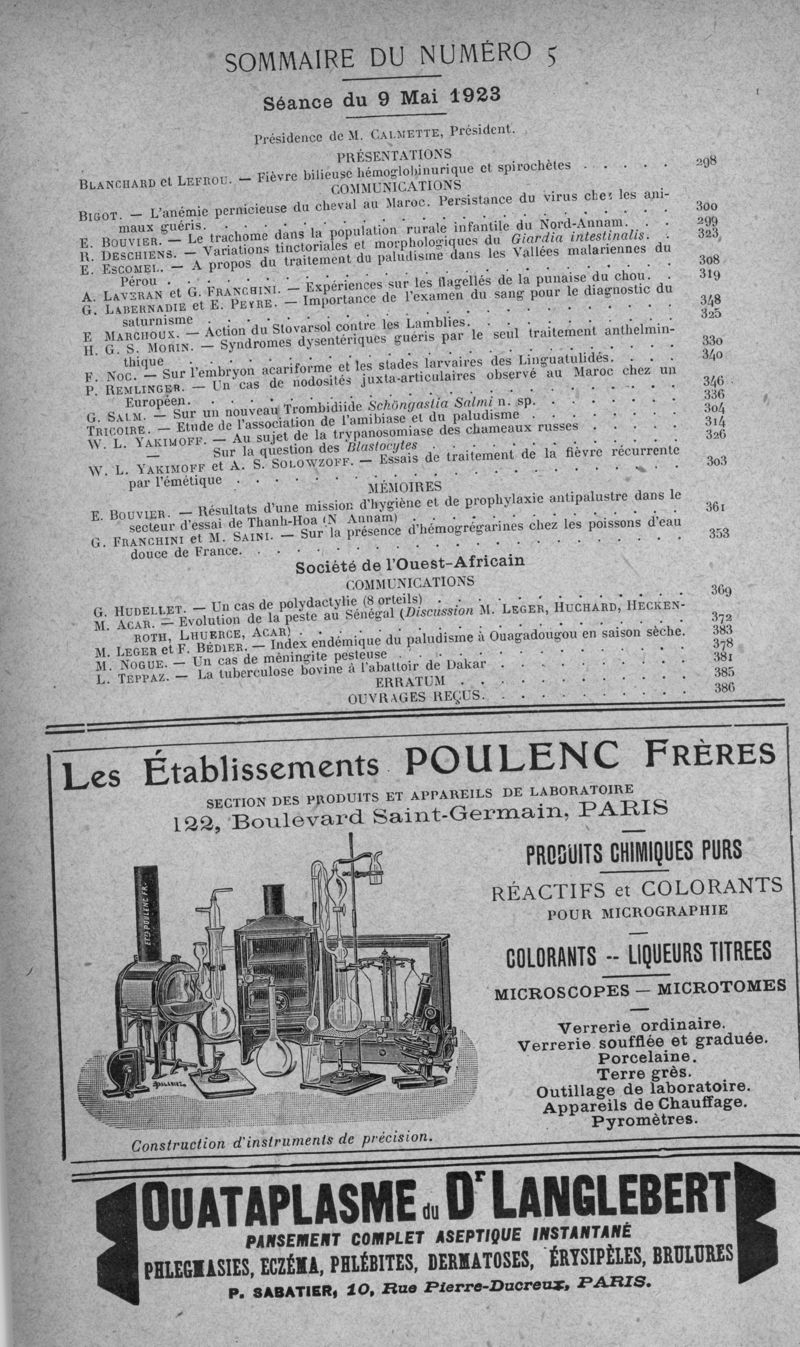 SOMMAIRE DU NUMÉRO 5
Séance du 9 Mai 1923
Présidence de M. CALMETTE, Président.
PRÉSENTATIONS
BLANCHARD et LEFROU. — Fièvre bilieuse hémoglobinurique et spirochètes . . . . . 298
COMMUNICATIONS
BIGOT. — L'anémie pernicieuse du cheval au Maroc. Persistance du virus chez les ani-
maux guéris. . . . . . . . . . . . 300
E. BOUVIER. — Le trachome dans la population rurale infantile du Nord-Annam. . . 299
R. DESCHIENS. — Variations tinctoriales et morphologiques du Giardia intestinalis. . 323
E. ESCOMEL. — A propos du traitement du paludisme dans les Vallées malariennes du
Pérou . . . . . . . . . . . . 308
A. LAVERAN et G. FRANCHINI. — Expériences sur les flagellés de la punaise du chou. . 319
G. LABERNADIE et E. PEYRE. — Importance de l'examen du sang pour le diagnostic du
saturnisme . . . . . . . . . . . . 348
E MARCHOUX. — Action du Stovarsol contre les Lamblies. . . . . . . 325
H. G. S. MORIN. — Syndromes dysentériques guéris par le seul traitement anthelmin-
thique . . . . . . . . . . . . 330
F. NOC. — Sur l'embryon acariforme et les stades larvaires des Linguatulidés. . . . 340
P. REMLINGER. — Un cas de nodosités juxta-articulaires observé au Maroc chez un
Européen. . . . . . . . . . . . 346
G. SALM. — Sur un nouveau Trombidiide Schöngastia Salmi n. sp. . . . . . . 336
TRICOIRE. — Etude de l'association de l'amibiase et du paludisme . . . . . . 304
W. L. YAKIMOFF. — Au sujet de la trypanosomiase des chameaux russes . . . . . 314
— Sur la question des Blastocytes . . . . . . . 326
W. L. YAKIMOFF et A. S. SOLOWZOFF. — Essais de traitement de la fièvre récurrente
par l'émétique . . . . . . . . . . . . 303
MÉMOIRES
E. BOUVIER. — Résultats d'une mission d'hygiène et de prophylaxie antipalustre dans le
secteur d'essai de Thanh-Hoa (N Annam) . . . . . . . . 361
G. FRANCHINI et M. SAINI. — Sur la présence d'hémogrégarines chez les poissons d'eau
douce de France. . . . . . . . . . . . 353
Société de l'Ouest-Africain
COMMUNICATIONS
G. HUDELLET. — Un cas de polydactylie (8 orteils) . . . . . . . 369
M. ACAR. — Evolution de la peste au Sénégal (Discussion M. LEGER, HUCHARD, HECKEN-
ROTH, LHUERCE, ACAR) . . . . . . . . . . 372
M. LEGER et F. BÉDIER. — Index endémique du paludisme à Ouagadougou en saison sèche. 383
M. NOGUE. — Un cas de méningite pesteuse . . . . . . . . 378
L. TEPPAZ. — La tuberculose bovine à l'abattoir de Dakar . . . . . . . 381
ERRATUM . . . . . . . . 385
OUVRAGES REÇUS. . . . . . . . 386
Les Établissements POULENC FRÈRES
SECTION DES PRODUITS ET APPAREILS DE LABORATOIRE
122, Boulevard Saint-Germain, PARIS
PRODUITS CHIMIQUES PURS
RÉACTIFS et COLORANTS
POUR MICROGRAPHIE
COLORANTS -- LIQUEURS TITREES
MICROSCOPES — MICROTOMES
Verrerie ordinaire.
Verrerie soufflée et graduée.
Porcelaine.
Terre grès.
Outillage de laboratoire.
Appareils de Chauffage.
Pyromètres.
ETS POULENC FR.
Construction d'instruments de précision.
OUATAPLASME du Dr LANGLEBERT
PANSEMENT COMPLET ASEPTIQUE INSTANTANÉ
PHLEGMASIES, ECZÉMA, PHLÉBITES, DERMATOSES, ÉRYSIPÈLES, BRULURES
P. SABATIER, 10, Rue Pierre-Ducreux, PARIS.